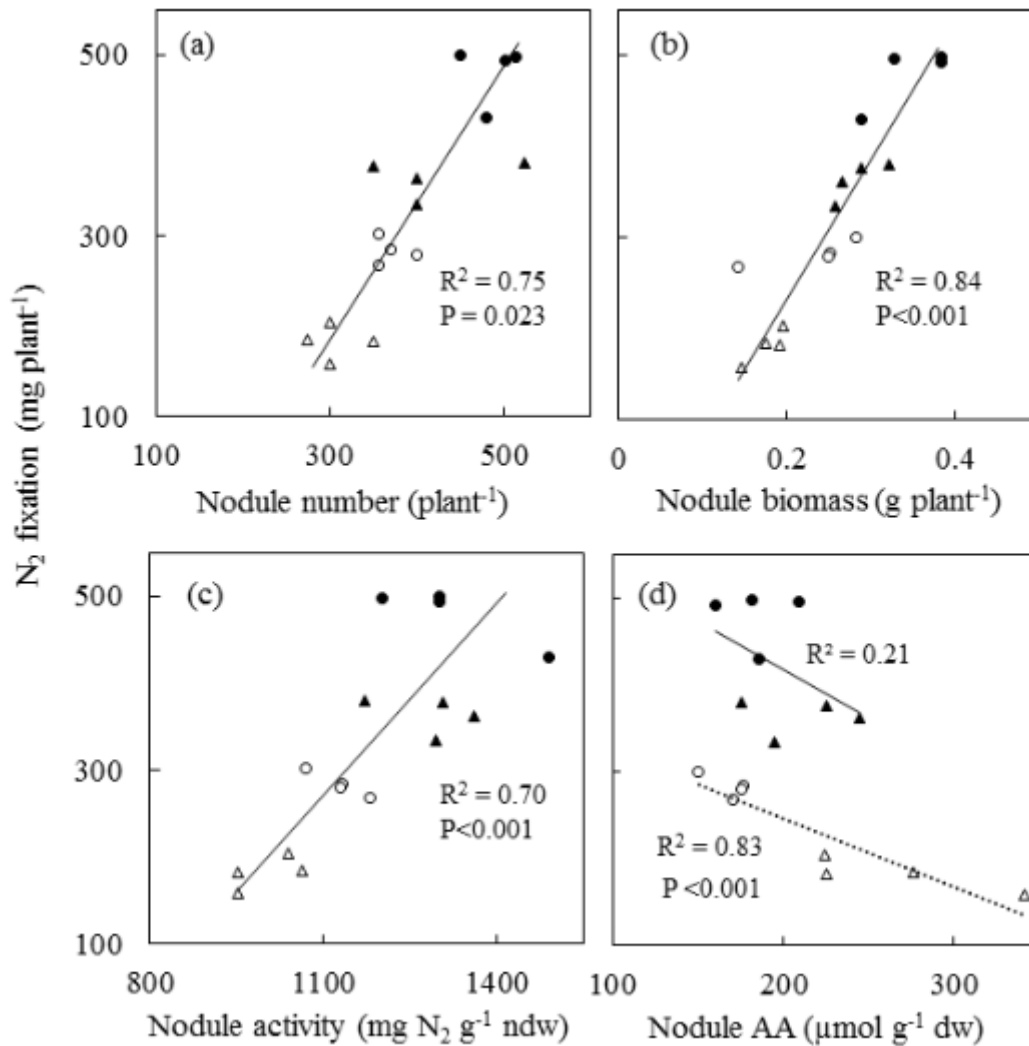 N₂ fixation (mg plant⁻¹)
(a)
500
300
100
R² = 0.75
P = 0.023
100 300 500
Nodule number (plant⁻¹)
(b)
R² = 0.84
P<0.001
0 0.2 0.4
Nodule biomass (g plant⁻¹)
(c)
500
300
100
R² = 0.70
P<0.001
800 1100 1400
Nodule activity (mg N₂ g⁻¹ ndw)
(d)
R² = 0.21
R² = 0.83
P <0.001
100 200 300
Nodule AA (µmol g⁻¹ dw)